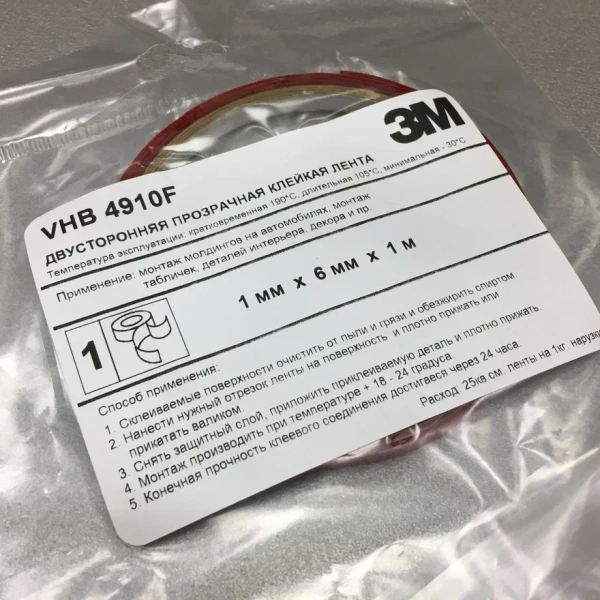 3M
VHB 4910F
ДВУСТОРОННЯЯ ПРОЗРАЧНАЯ КЛЕЙКАЯ ЛЕНТА
Температура эксплуатации: кратковременная 190°С, длительная 105°С, минимальная - 30°С
Применение: монтаж молдингов на автомобилях, монтаж
табличек, деталей интерьера, декора и пр.
1 мм х 6 мм х 1 м
1
Способ применения:
1. Склеиваемые поверхности очистить от пыли и грязи и обезжирить спиртом
2. Нанести нужный отрезок ленты на поверхность и плотно прижать или
прикатать валиком.
3 Снять защитный слой, приложить приклеиваемую деталь и плотно прижать.
4. Монтаж производить при температуре + 18 - 24 градуса.
5. Конечная прочность клеевого соединения достигаеся через 24 часа.
Расход: 25кв см. ленты на 1кг. нарузки